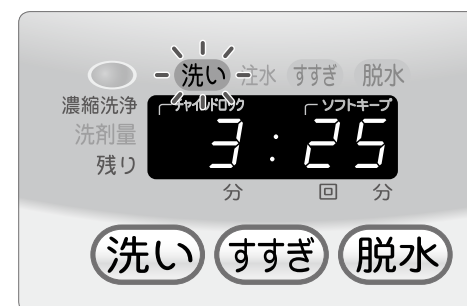 洗い 注水 すすぎ 脱水
濃縮洗浄 チャイルドロック ソフトキープ
洗剤量
残り 3:25
分 回 分
洗い すすぎ 脱水